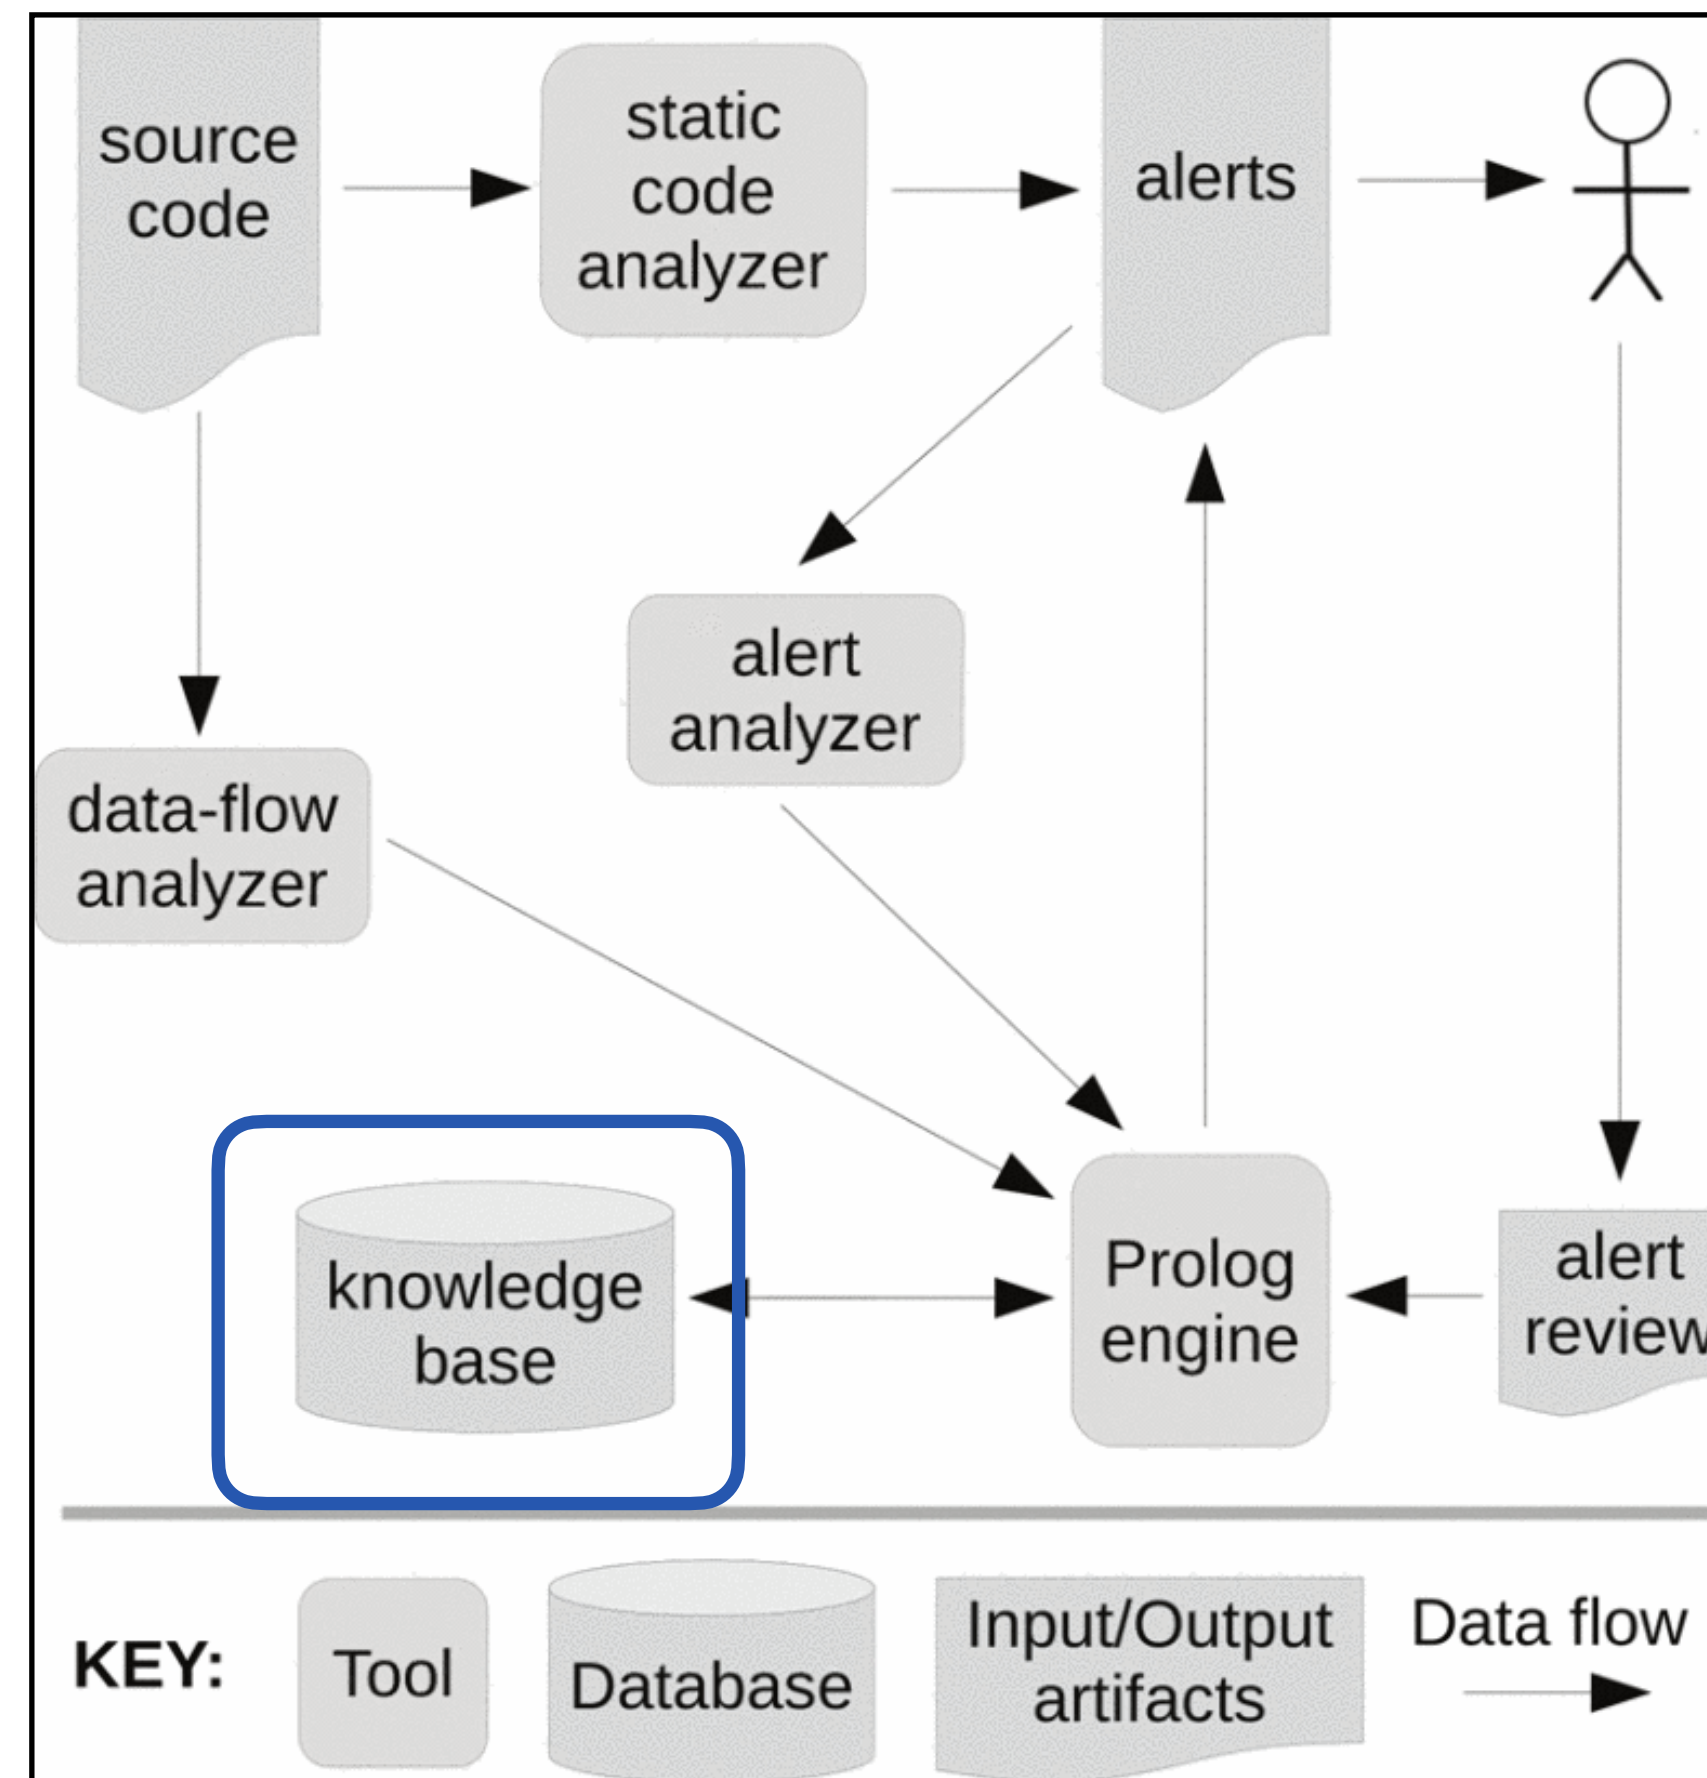 source
code
static
code
analyzer
alerts
alert
analyzer
data-flow
analyzer
knowledge
base
Prolog
engine
alert
review
KEY:
Tool
Database
Input/Output
artifacts
Data flow